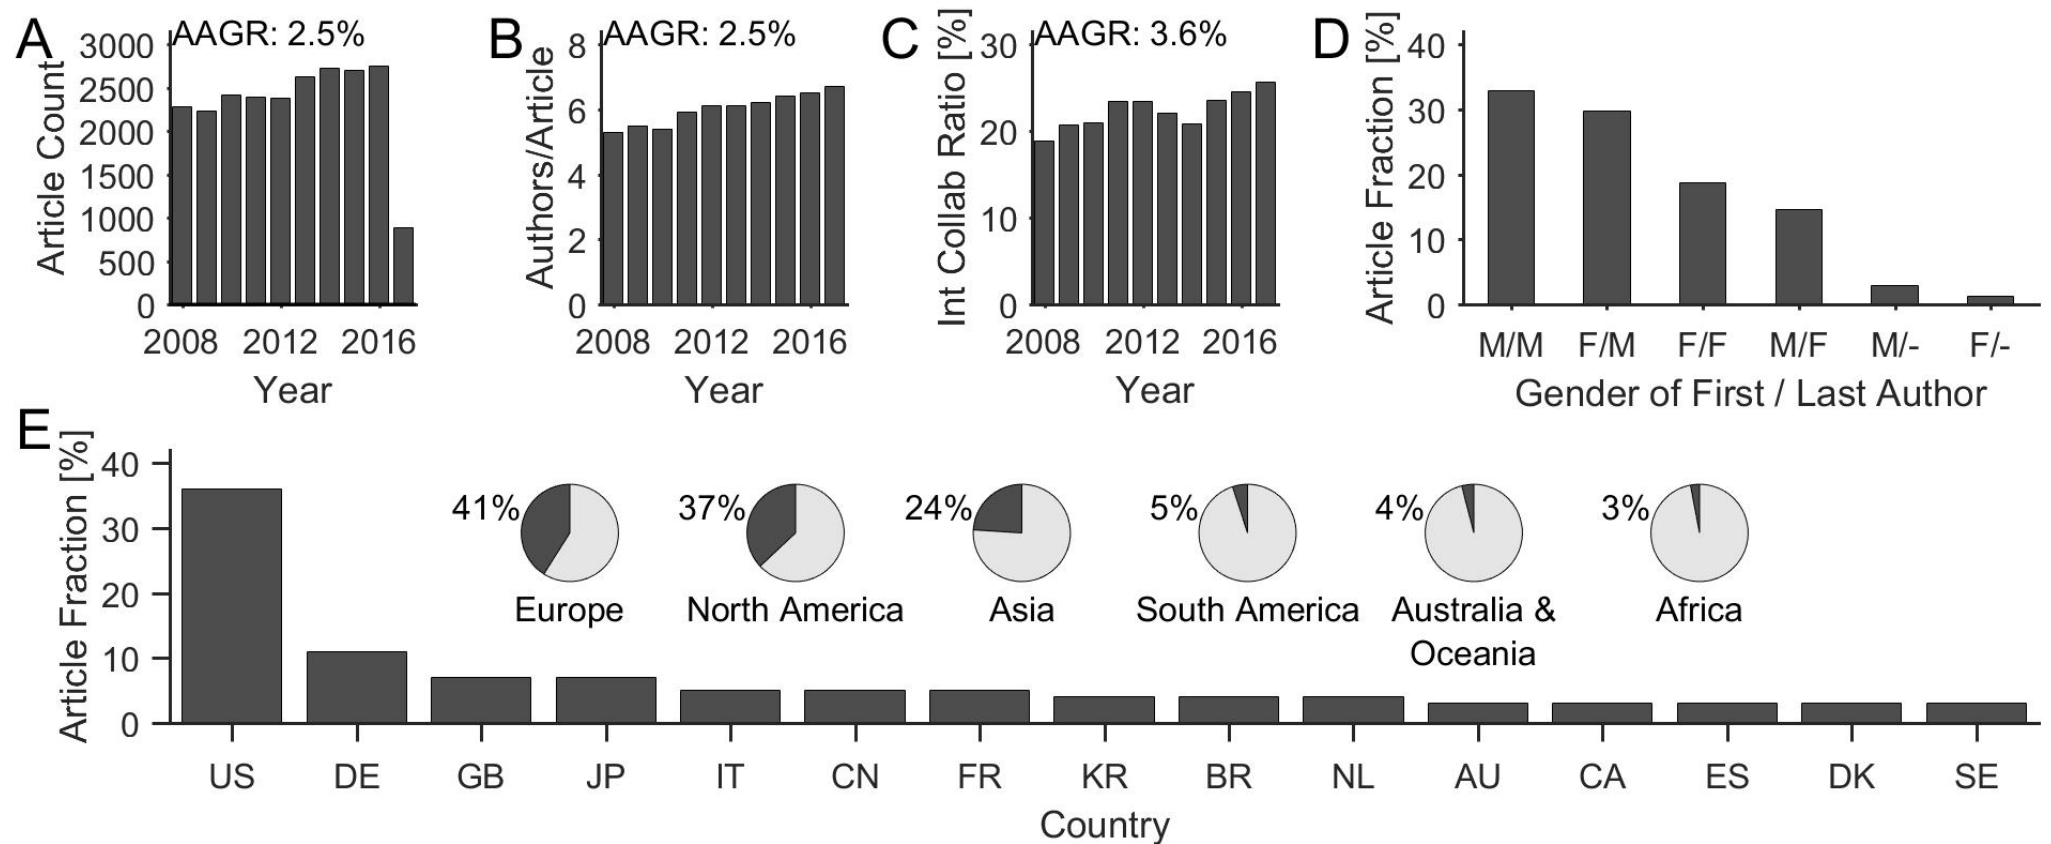 A
AAGR: 2.5%
Article Count
3000
2500
2000
1500
1000
500
0
2008 2012 2016
Year
B
AAGR: 2.5%
Authors/Article
8
6
4
2
0
2008 2012 2016
Year
C
AAGR: 3.6%
Int Collab Ratio [%]
30
20
10
0
2008 2012 2016
Year
D
Article Fraction [%]
40
30
20
10
0
M/M F/M F/F M/F M/- F/-
Gender of First / Last Author
E
Article Fraction [%]
40
30
20
10
0
41% 37% 24% 5% 4% 3%
Europe North America Asia South America Australia & Africa
Oceania
US DE GB JP IT CN FR KR BR NL AU CA ES DK SE
Country